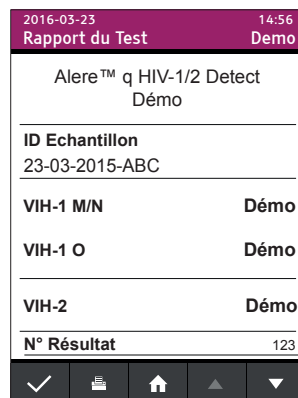 2016-03-23 14:56
Rapport du Test Demo
Alere™ q HIV-1/2 Detect
Démo
ID Echantillon
23-03-2015-ABC
VIH-1 M/N Démo
VIH-1 O Démo
VIH-2 Démo
N° Résultat 123